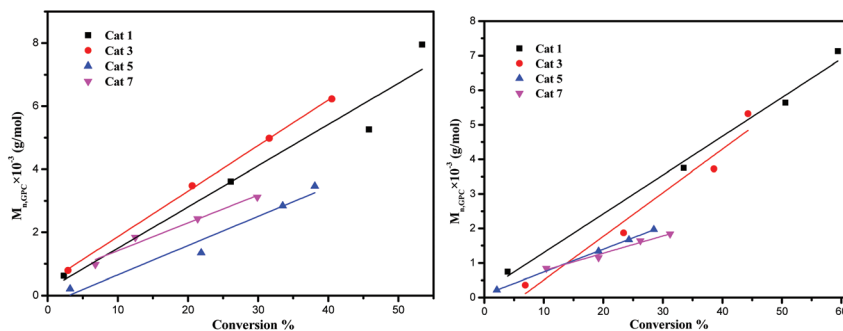 8
6
4
2
0
0 10 20 30 40 50
Cat 1
Cat 3
Cat 5
Cat 7
M n,GPC ×10⁻³ (g/mol)
Conversion %
8
7
6
5
4
3
2
1
0
0 10 20 30 40 50 60
Cat 1
Cat 3
Cat 5
Cat 7
M n,GPC ×10⁻³ (g/mol)
Conversion %